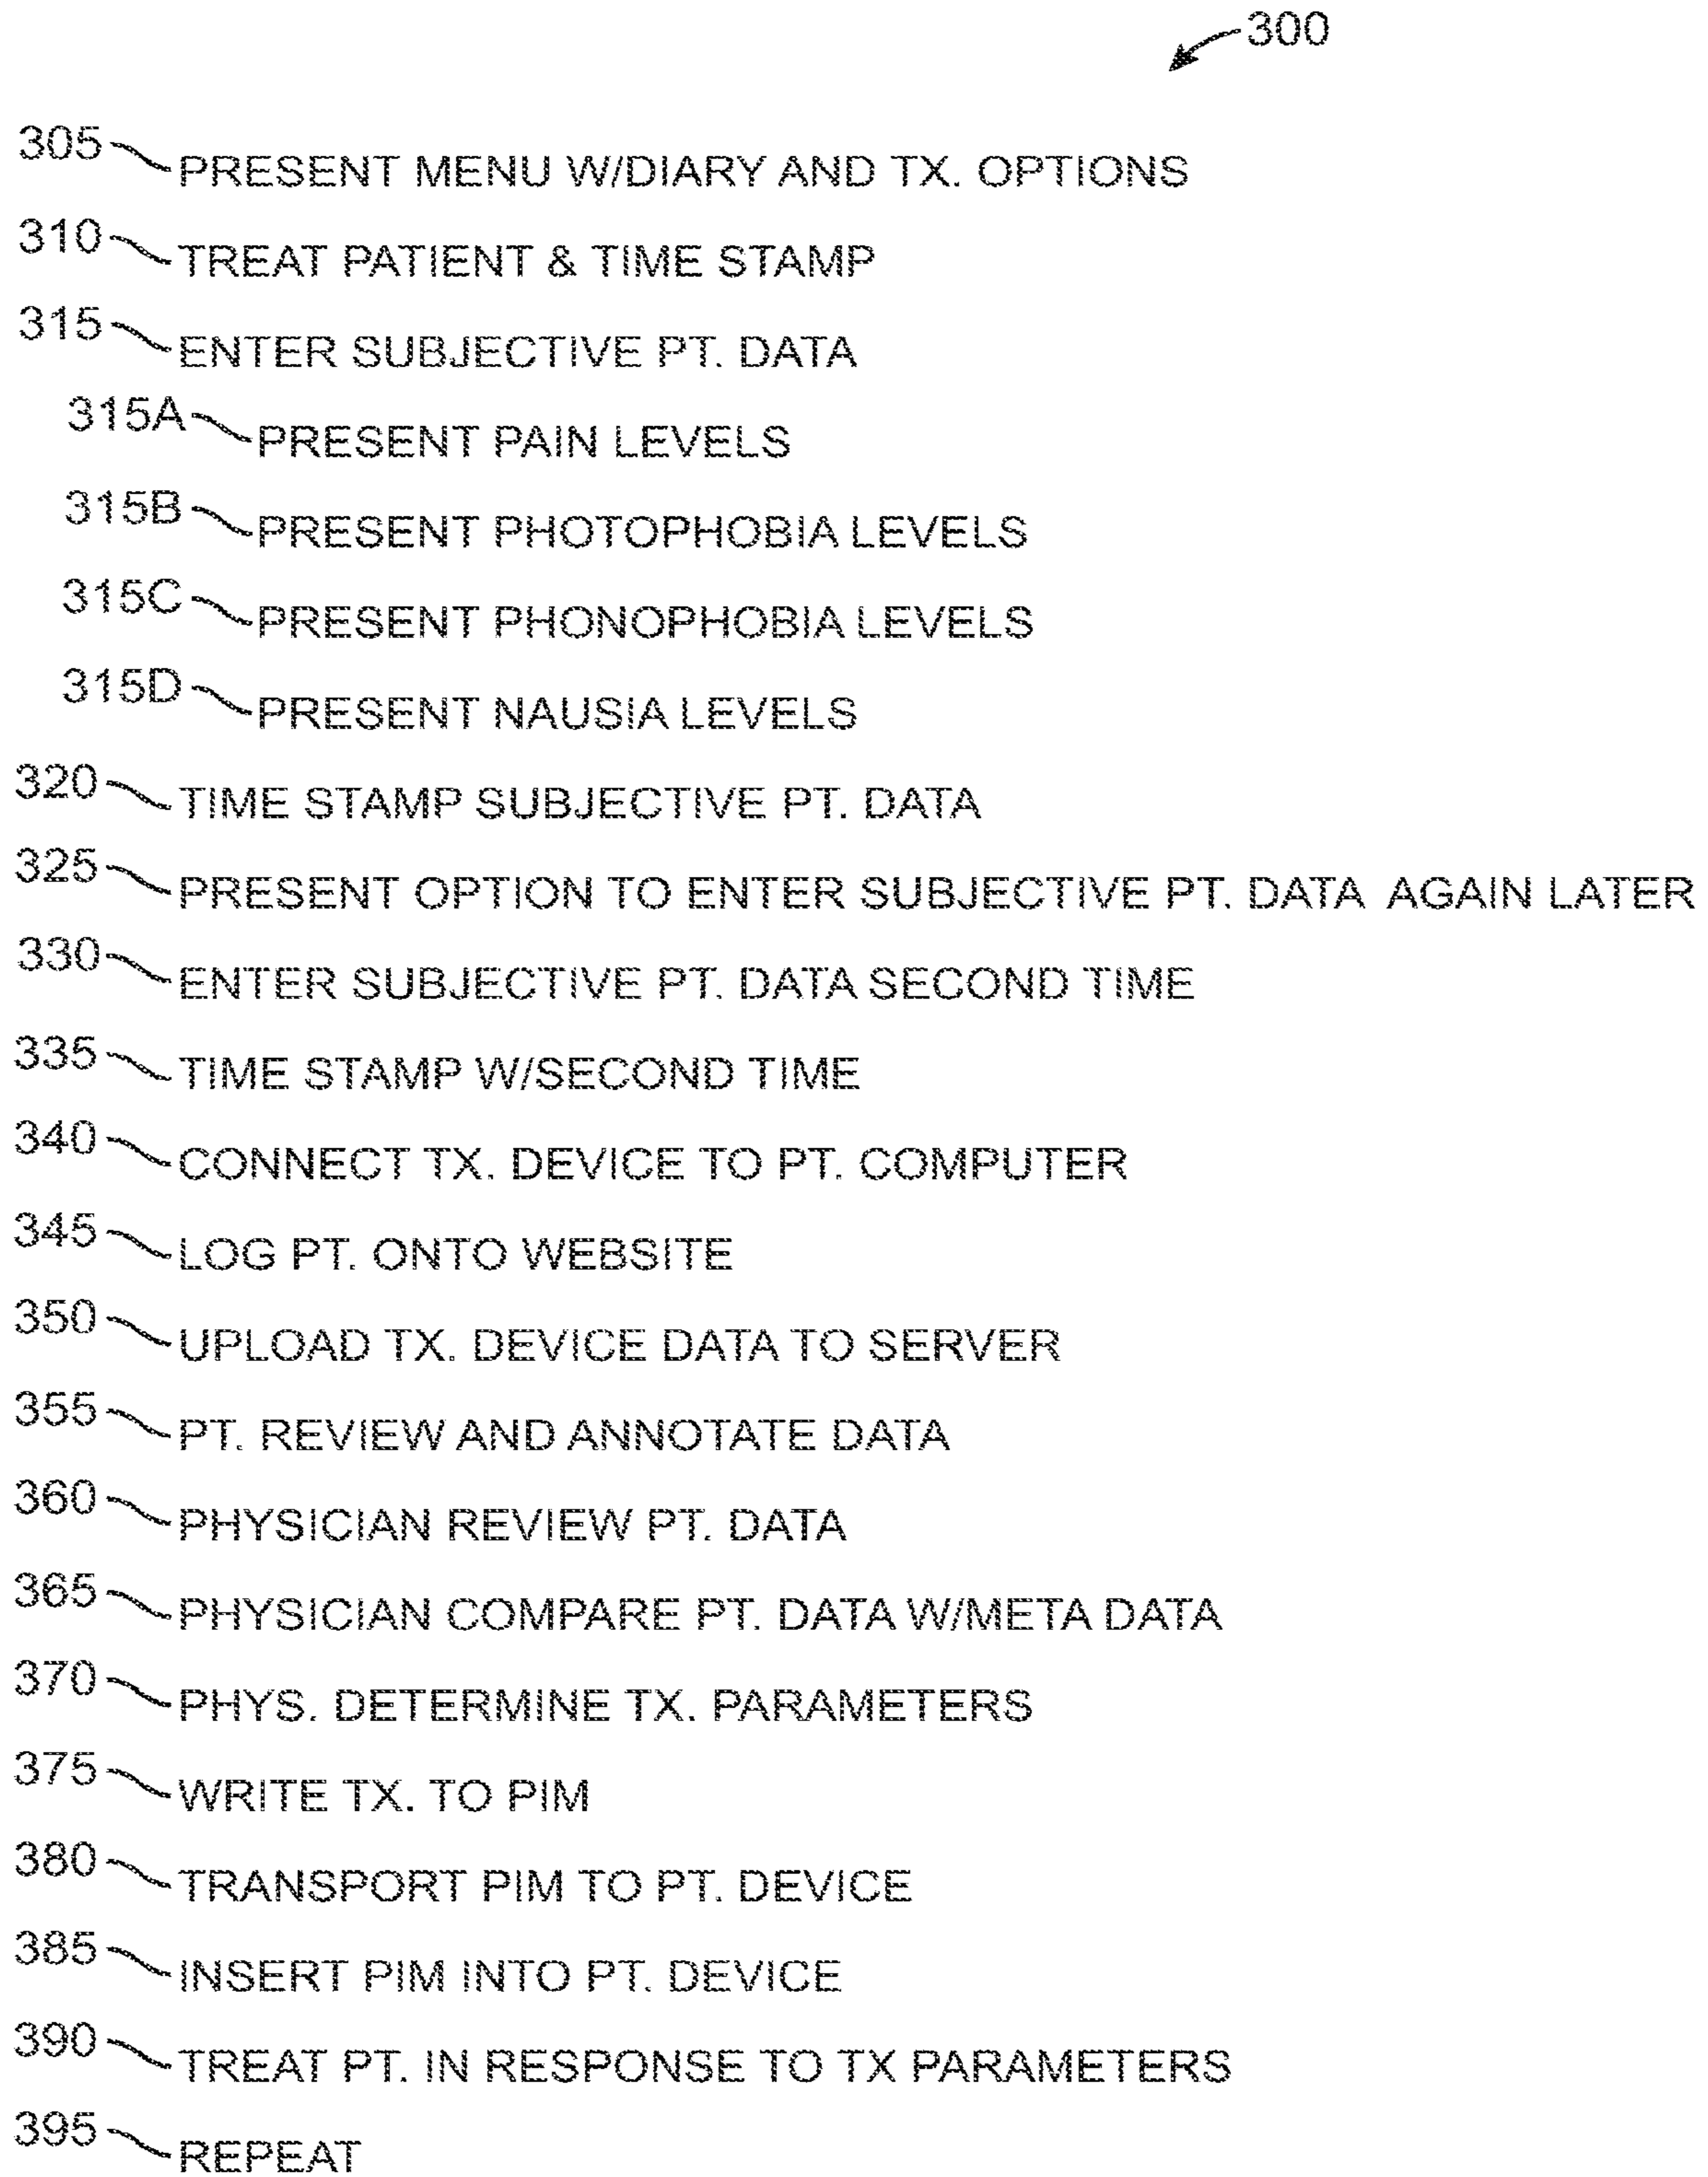 300
305 PRESENT MENU W/DIARY AND TX. OPTIONS
310 TREAT PATIENT & TIME STAMP
315 ENTER SUBJECTIVE PT. DATA
315A PRESENT PAIN LEVELS
315B PRESENT PHOTOPHOBIA LEVELS
315C PRESENT PHONOPHOBIA LEVELS
315D PRESENT NAUSIA LEVELS
320 TIME STAMP SUBJECTIVE PT. DATA
325 PRESENT OPTION TO ENTER SUBJECTIVE PT. DATA AGAIN LATER
330 ENTER SUBJECTIVE PT. DATA SECOND TIME
335 TIME STAMP W/SECOND TIME
340 CONNECT TX. DEVICE TO PT. COMPUTER
345 LOG PT. ONTO WEBSITE
350 UPLOAD TX. DEVICE DATA TO SERVER
355 PT. REVIEW AND ANNOTATE DATA
360 PHYSICIAN REVIEW PT. DATA
365 PHYSICIAN COMPARE PT. DATA W/META DATA
370 PHYS. DETERMINE TX. PARAMETERS
375 WRITE TX. TO PIM
380 TRANSPORT PIM TO PT. DEVICE
385 INSERT PIM INTO PT. DEVICE
390 TREAT PT. IN RESPONSE TO TX PARAMETERS
395 REPEAT